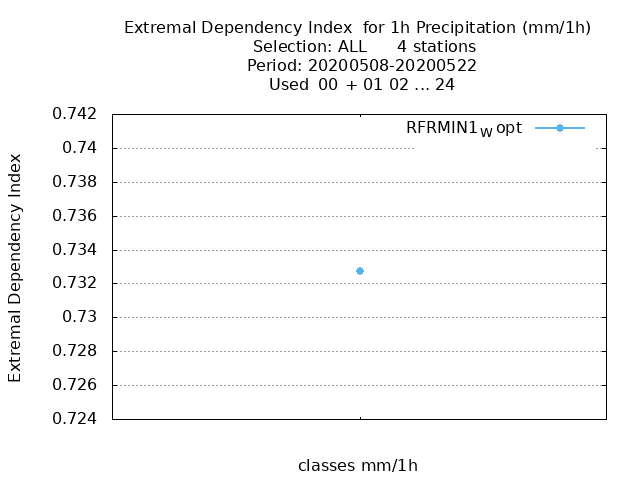 Extremal Dependency Index  for 1h Precipitation (mm/1h)
Selection: ALL      4 stations
Period: 20200508-20200522
Used  00 + 01 02 ... 24
RFRMIN1_W opt
Extremal Dependency Index
0.742
0.74
0.738
0.736
0.734
0.732
0.73
0.728
0.726
0.724
classes mm/1h